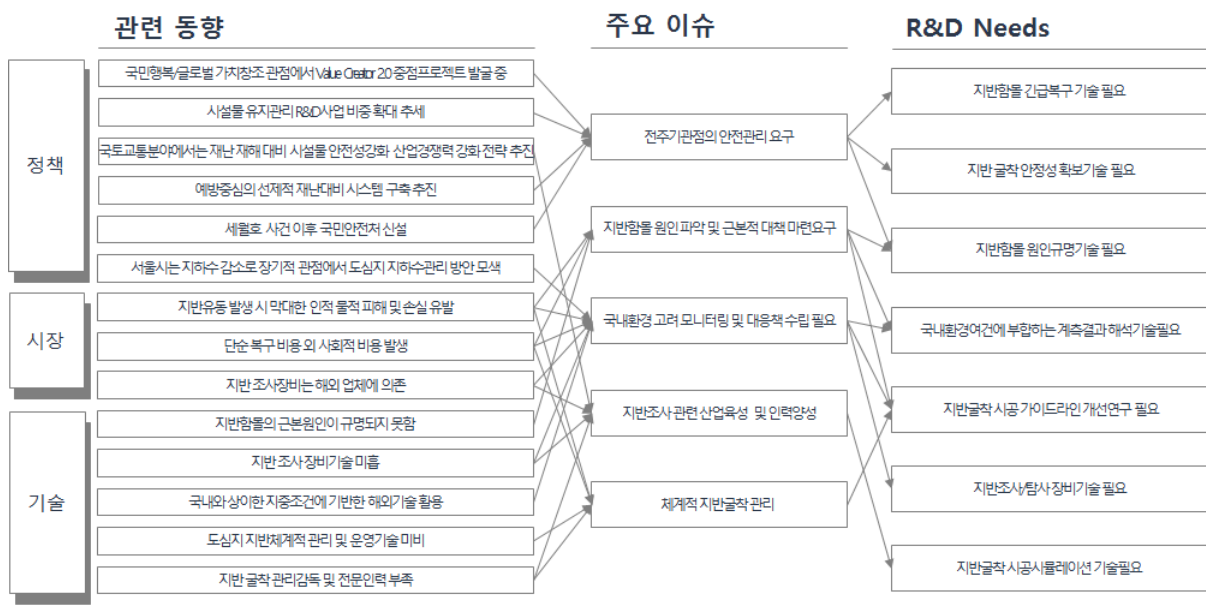 관련 동향
주요 이슈
R&D Needs
정책
국민행복/글로벌 가치창조 관점에서 Value Creator 2.0 중점프로젝트 발굴 중
시설물 유지관리 R&D사업 비중 확대 추세
국토교통분야에서는 재난 재해 대비 시설물 안전성강화 산업경쟁력 강화 전략 추진
예방중심의 선제적 재난대비 시스템 구축 추진
세월호 사건 이후 국민안전처 신설
서울시는 지하수 감소로 장기적 관점에서 도심지 지하수관리 방안 모색
시장
지반유동 발생 시 막대한 인적 물적 피해 및 손실 유발
단순 복구 비용 외 사회적 비용 발생
지반 조사장비는 해외 업체에 의존
기술
지반함몰의 근본원인이 규명되지 못함
지반 조사 장비기술 미흡
국내와 상이한 지중조건에 기반한 해외기술 활용
도심지 지반체계적 관리 및 운영기술 미비
지반 굴착 관리감독 및 전문인력 부족
전주기관점의 안전관리 요구
지반함몰 원인 파악 및 근본적 대책 마련요구
국내환경 고려 모니터링 및 대응책 수립 필요
지반조사 관련 산업육성 및 인력양성
체계적 지반굴착 관리
지반함몰 긴급복구 기술 필요
지반 굴착 안정성 확보기술 필요
지반함몰 원인규명기술 필요
국내환경여건에 부합하는 계측결과 해석기술필요
지반굴착 시공 가이드라인 개선연구 필요
지반조사/탐사 장비기술 필요
지반굴착 시공시뮬레이션 기술필요